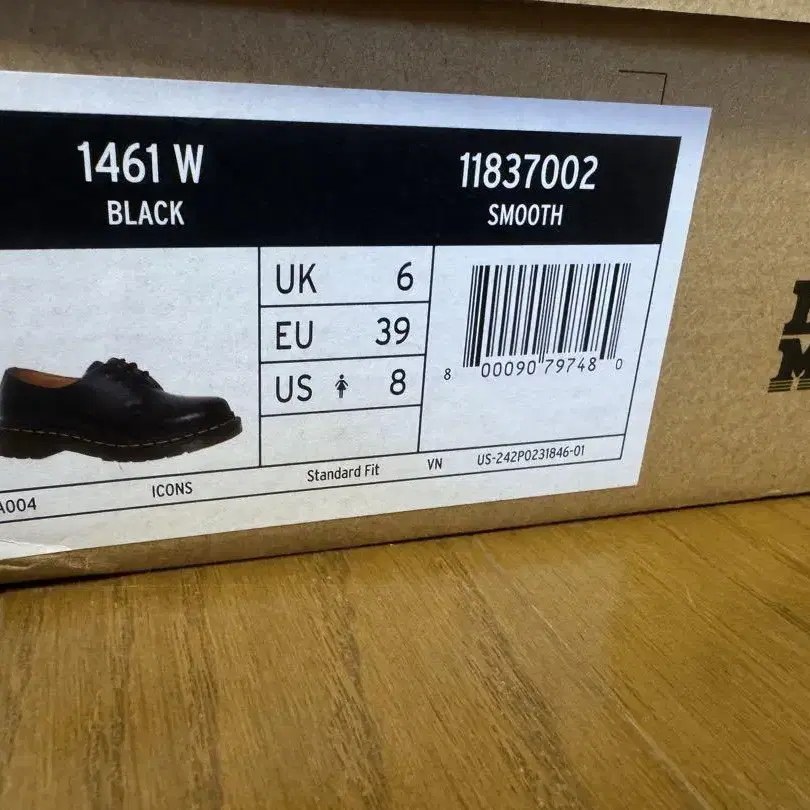 1461 W
BLACK
11837002
SMOOTH
UK 6
EU 39
US 8
8 00090 79748 0
A004
ICONS
Standard Fit
VN
US-242P0231846-01